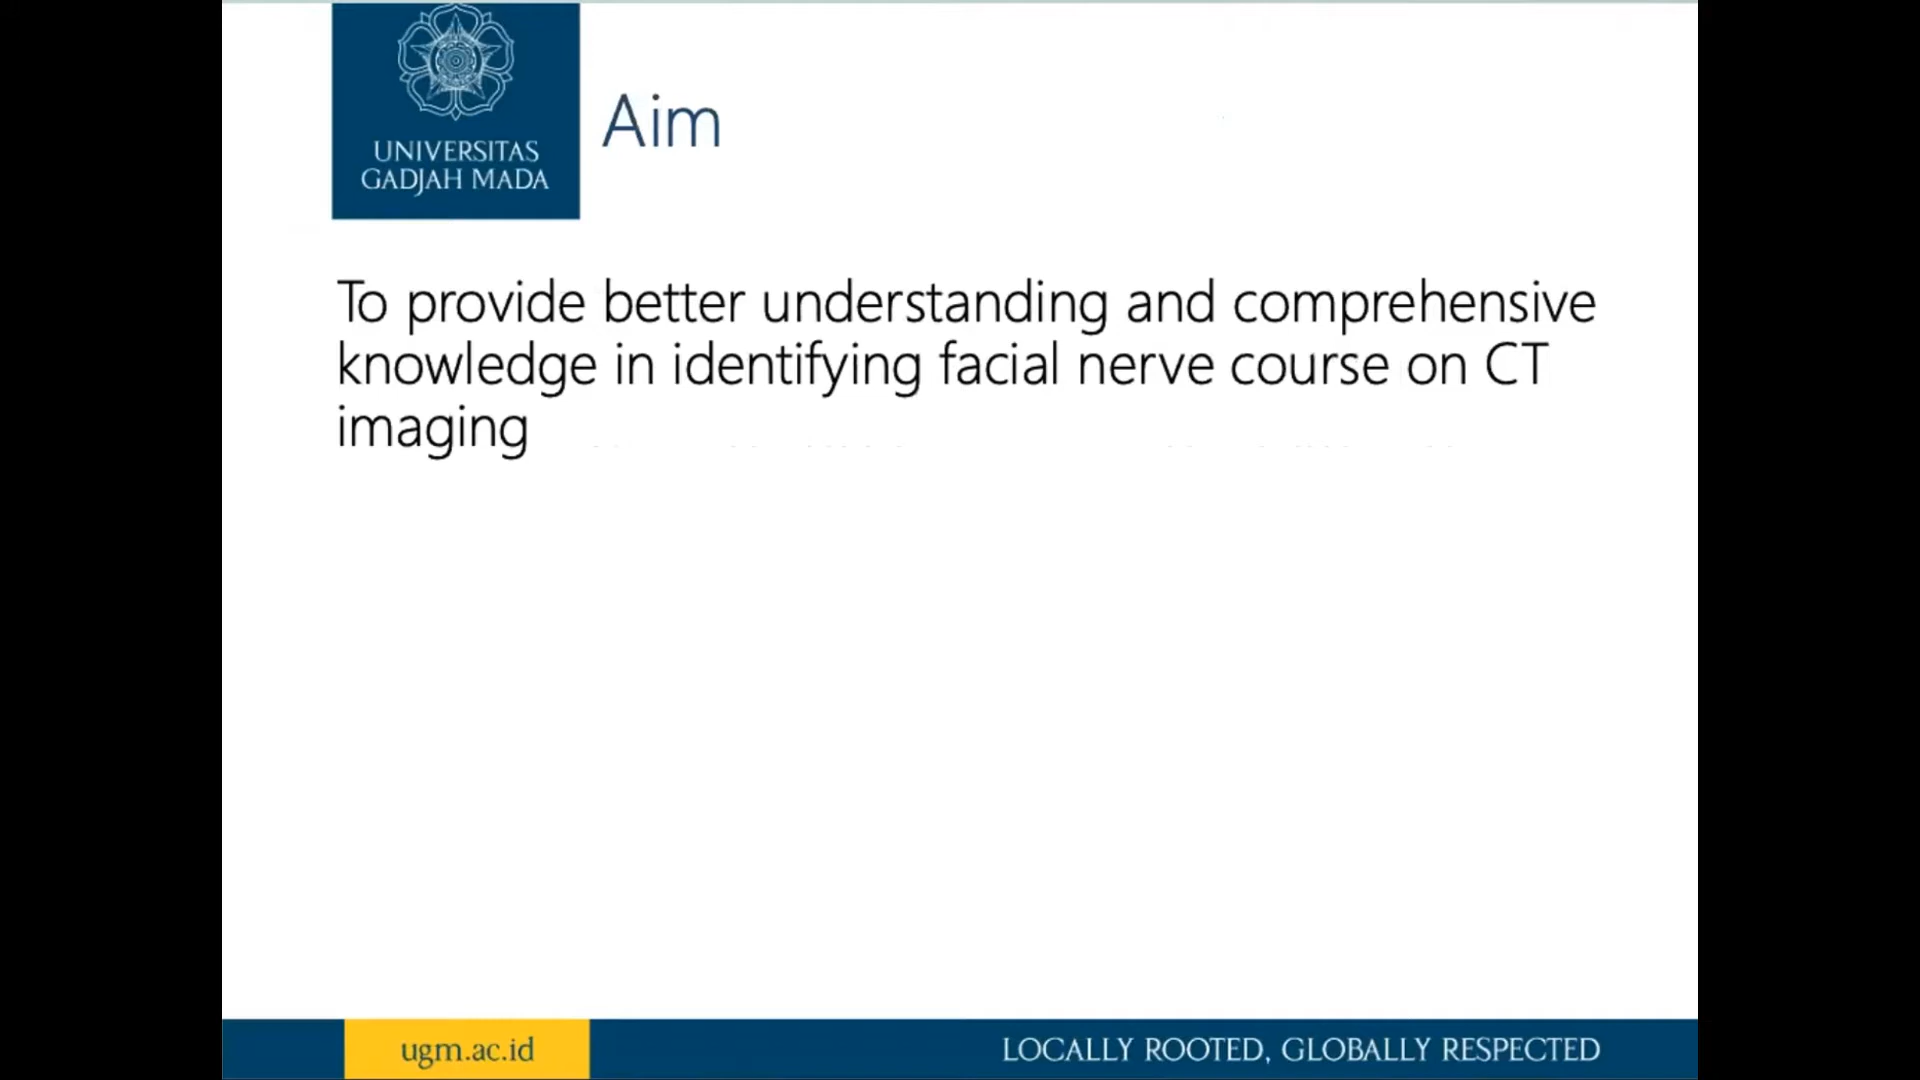 UNIVERSITAS
GADJAH MADA
Aim
To provide better understanding and comprehensive
knowledge in identifying facial nerve course on CT
imaging
ugm.ac.id
LOCALLY ROOTED, GLOBALLY RESPECTED